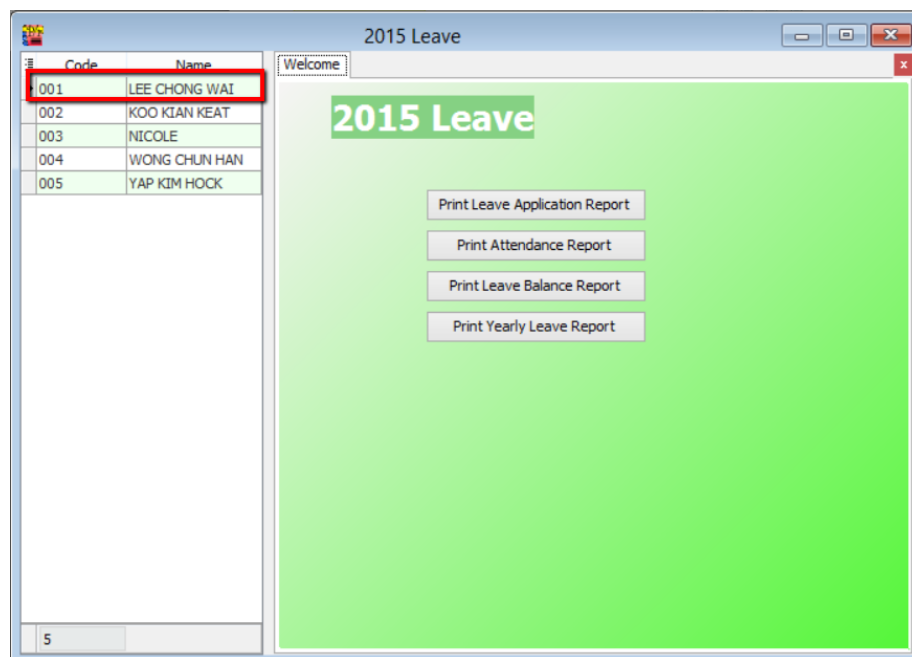 2015 Leave
Code Name
001 LEE CHONG WAI
002 KOO KIAN KEAT
003 NICOLE
004 WONG CHUN HAN
005 YAP KIM HOCK
5
Welcome
2015 Leave
Print Leave Application Report
Print Attendance Report
Print Leave Balance Report
Print Yearly Leave Report